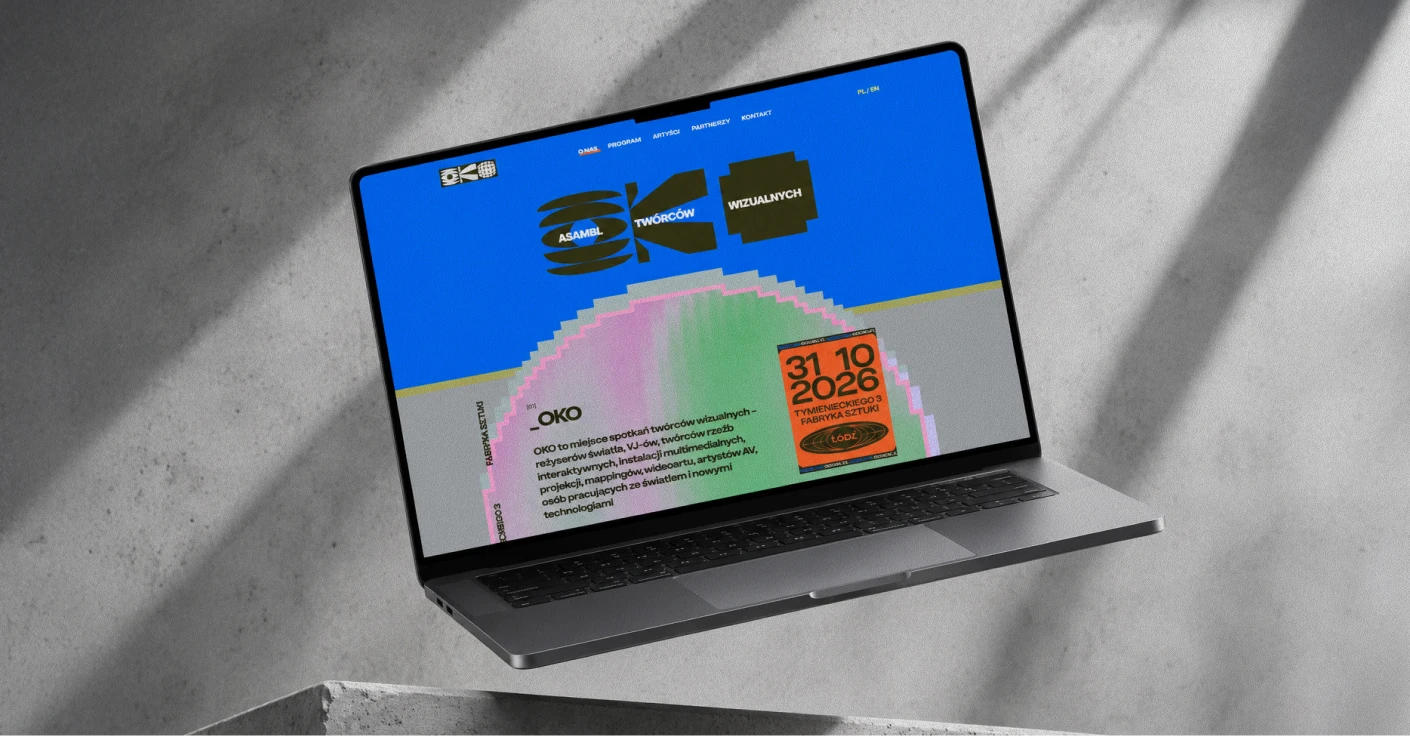 PL / EN
O NAS PROGRAM ARTYŚCI PARTNERZY KONTAKT
OKO
ASAMBL TWÓRCÓW WIZUALNYCH
[01]
_OKO
OKO to miejsce spotkań twórców wizualnych –
reżyserów światła, VJ-ów, twórców rzeźb
interaktywnych, instalacji multimedialnych,
projekcji, mappingów, wideoartu, artystów AV,
osób pracujących ze światłem i nowymi
technologiami
FABRYKA SZTUKI
31 10
2026
TYMIENIECKIEGO 3
FABRYKA SZTUKI
ŁÓDŹ